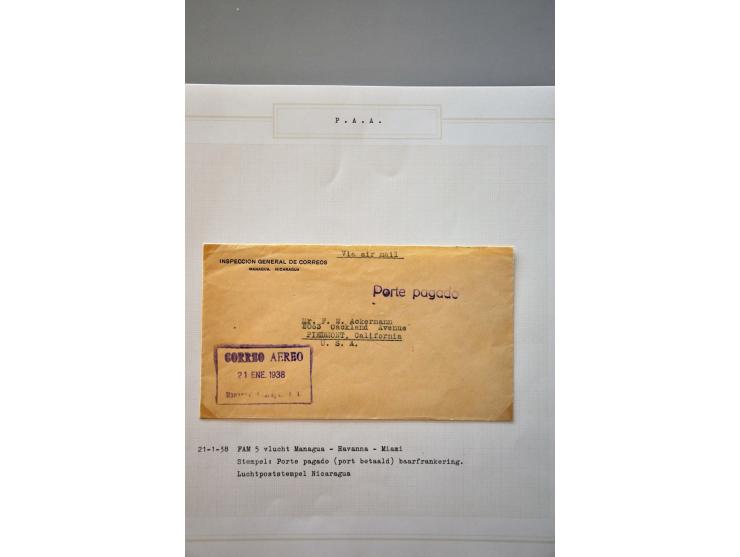 P.A.A.
Via air mail
INSPECCION GENERAL DE CORREOS
MANAGUA, NICARAGUA
Porte pagado
Mr. F. W. Ackermann
Oackland Avenue
PIEDMONT, California
U. S. A.
CORREO AEREO
21 ENE. 1938
21-1-38 FAM 5 vlucht Managua - Havanna - Miami
Stempel: Porte pagado (port betaald) baarfrankering.
Luchtpoststempel Nicaragua